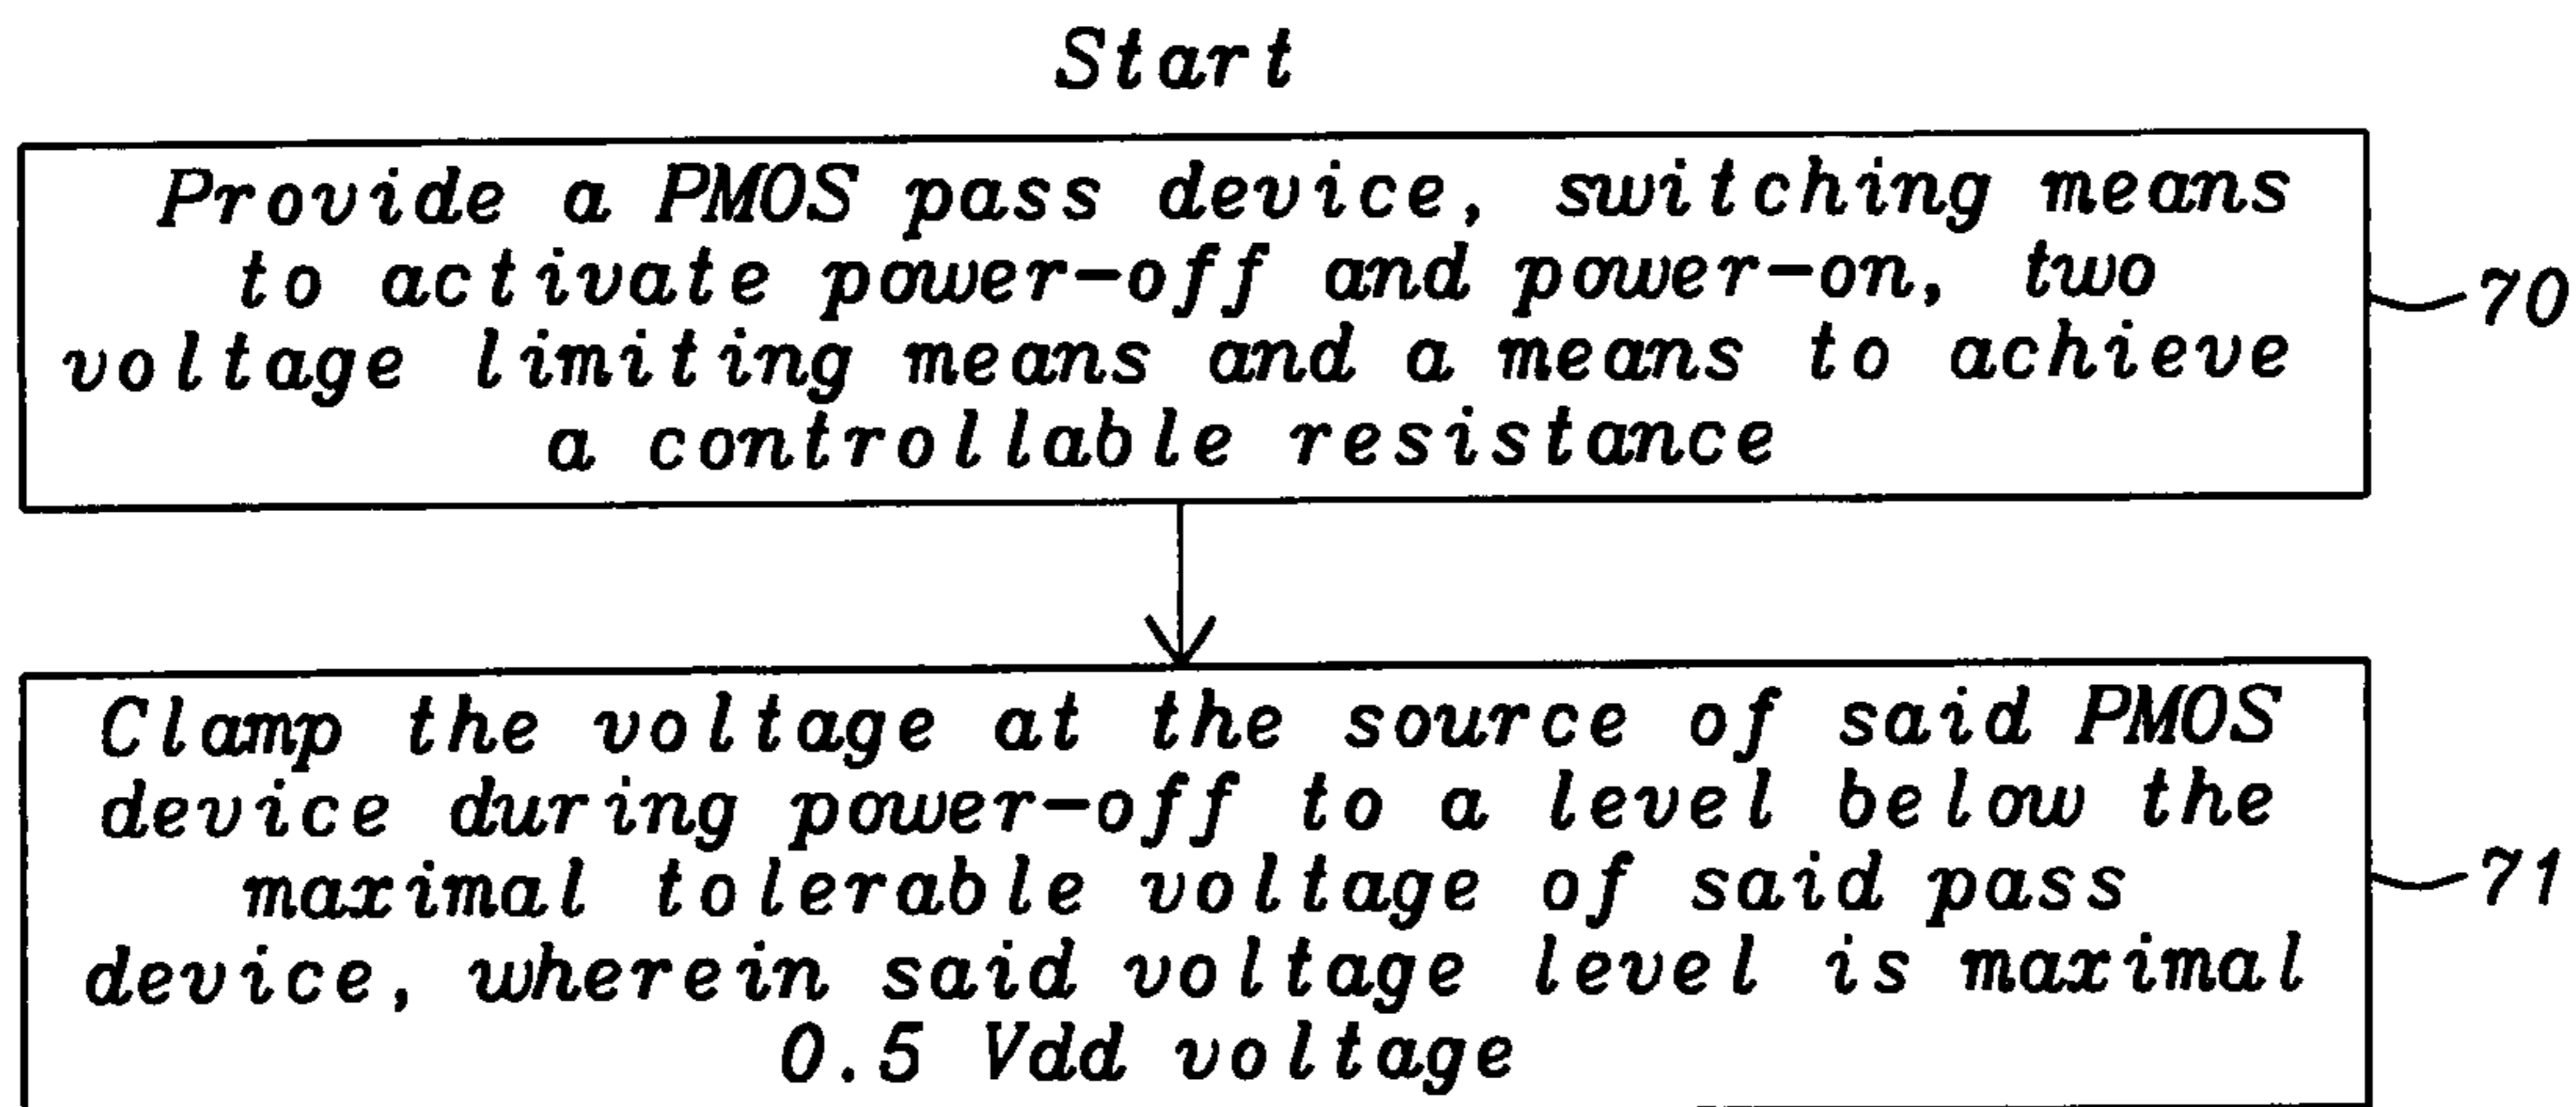 Start
Provide a PMOS pass device, switching means
to activate power-off and power-on, two
voltage limiting means and a means to achieve
a controllable resistance
70
Clamp the voltage at the source of said PMOS
device during power-off to a level below the
maximal tolerable voltage of said pass
device, wherein said voltage level is maximal
0.5 Vdd voltage
71